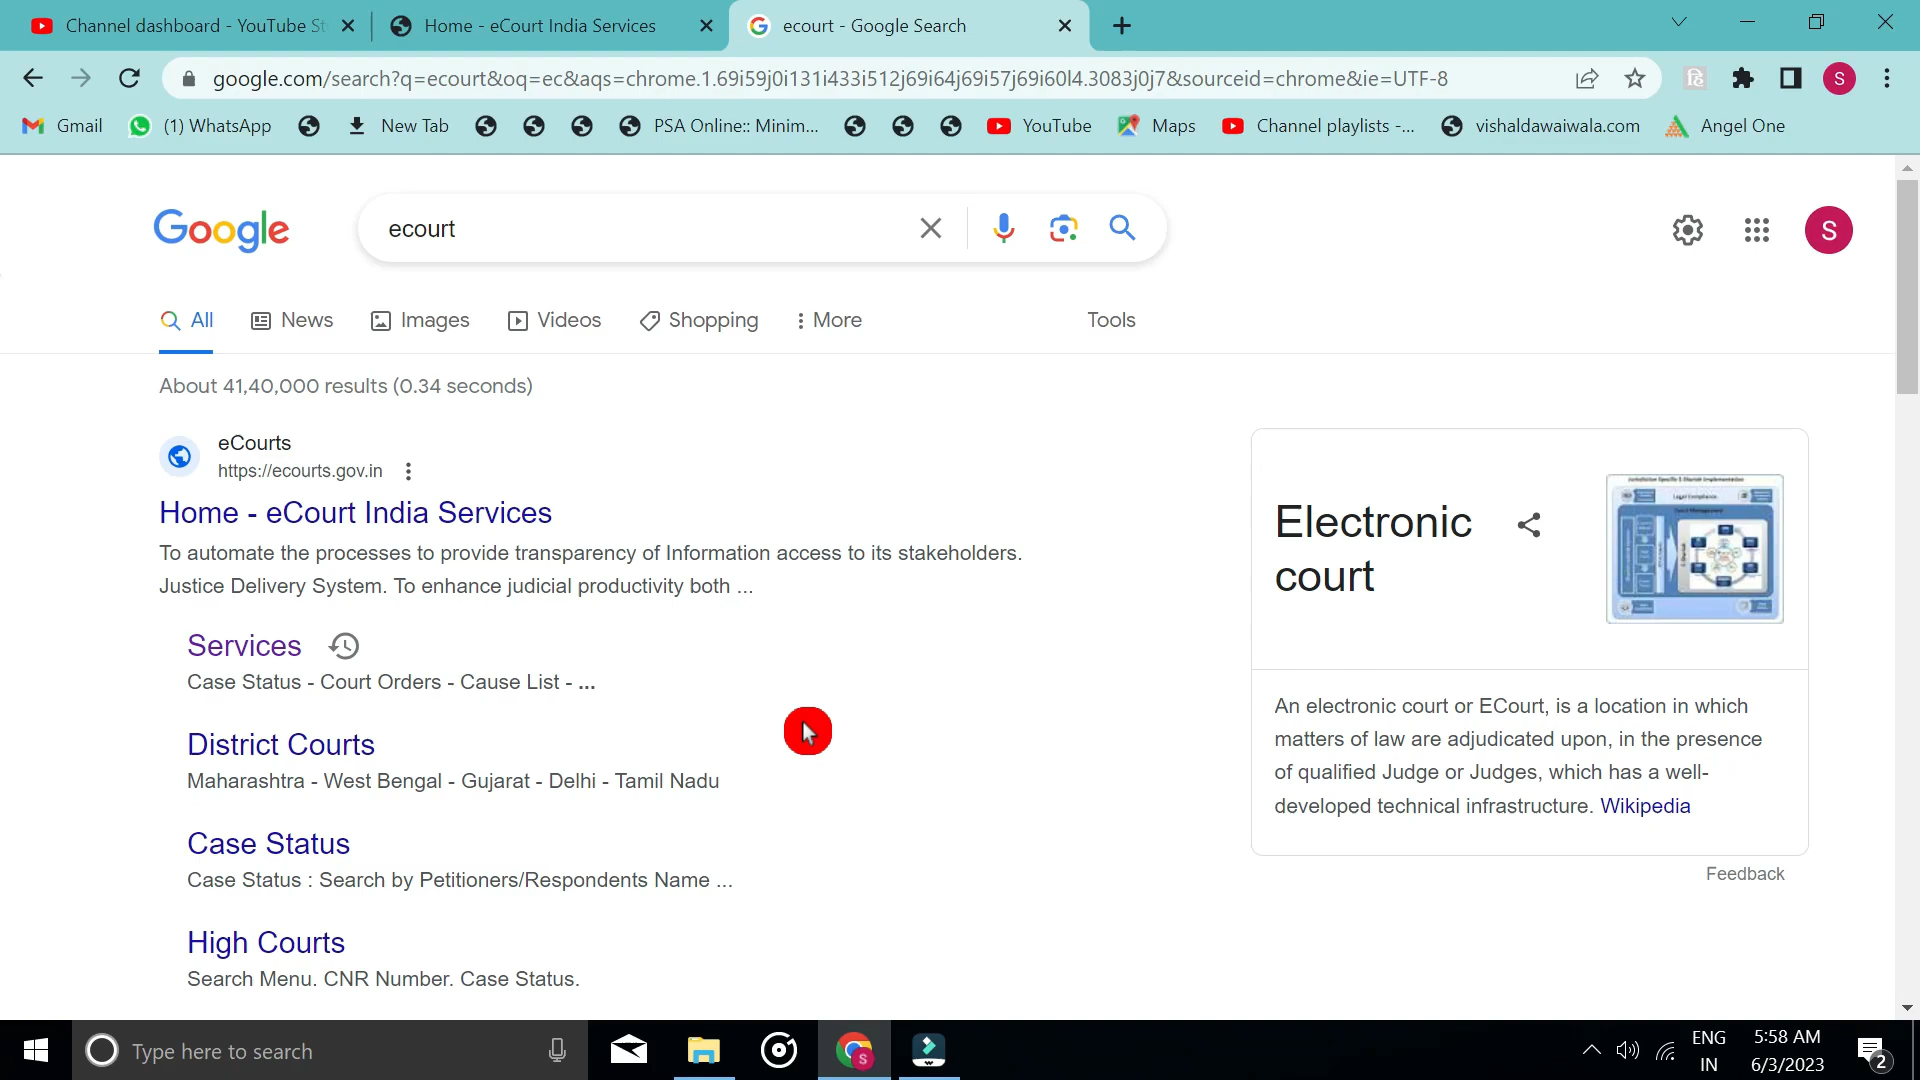 Channel dashboard - YouTube St
Home - eCourt India Services
ecourt - Google Search
google.com/search?q=ecourt&oq=ec&aqs=chrome.1.69i59j0i131i433i512j69i64j69i57j69i60l4.3083j0j7&sourceid=chrome&ie=UTF-8
S
Gmail
(1) WhatsApp
New Tab
PSA Online:: Minim...
YouTube
Maps
Channel playlists -...
vishaldawaiwala.com
Angel One
Google
ecourt
S
All
News
Images
Videos
Shopping
More
Tools
About 41,40,000 results (0.34 seconds)
eCourts
https://ecourts.gov.in
Home - eCourt India Services
To automate the processes to provide transparency of Information access to its stakeholders.
Justice Delivery System. To enhance judicial productivity both ...
Services
Case Status - Court Orders - Cause List - ...
District Courts
Maharashtra - West Bengal - Gujarat - Delhi - Tamil Nadu
Case Status
Case Status : Search by Petitioners/Respondents Name ...
High Courts
Search Menu. CNR Number. Case Status.
Electronic
court
An electronic court or ECourt, is a location in which
matters of law are adjudicated upon, in the presence
of qualified Judge or Judges, which has a well-
developed technical infrastructure. Wikipedia
Feedback
Type here to search
S
ENG
IN
5:58 AM
6/3/2023
2